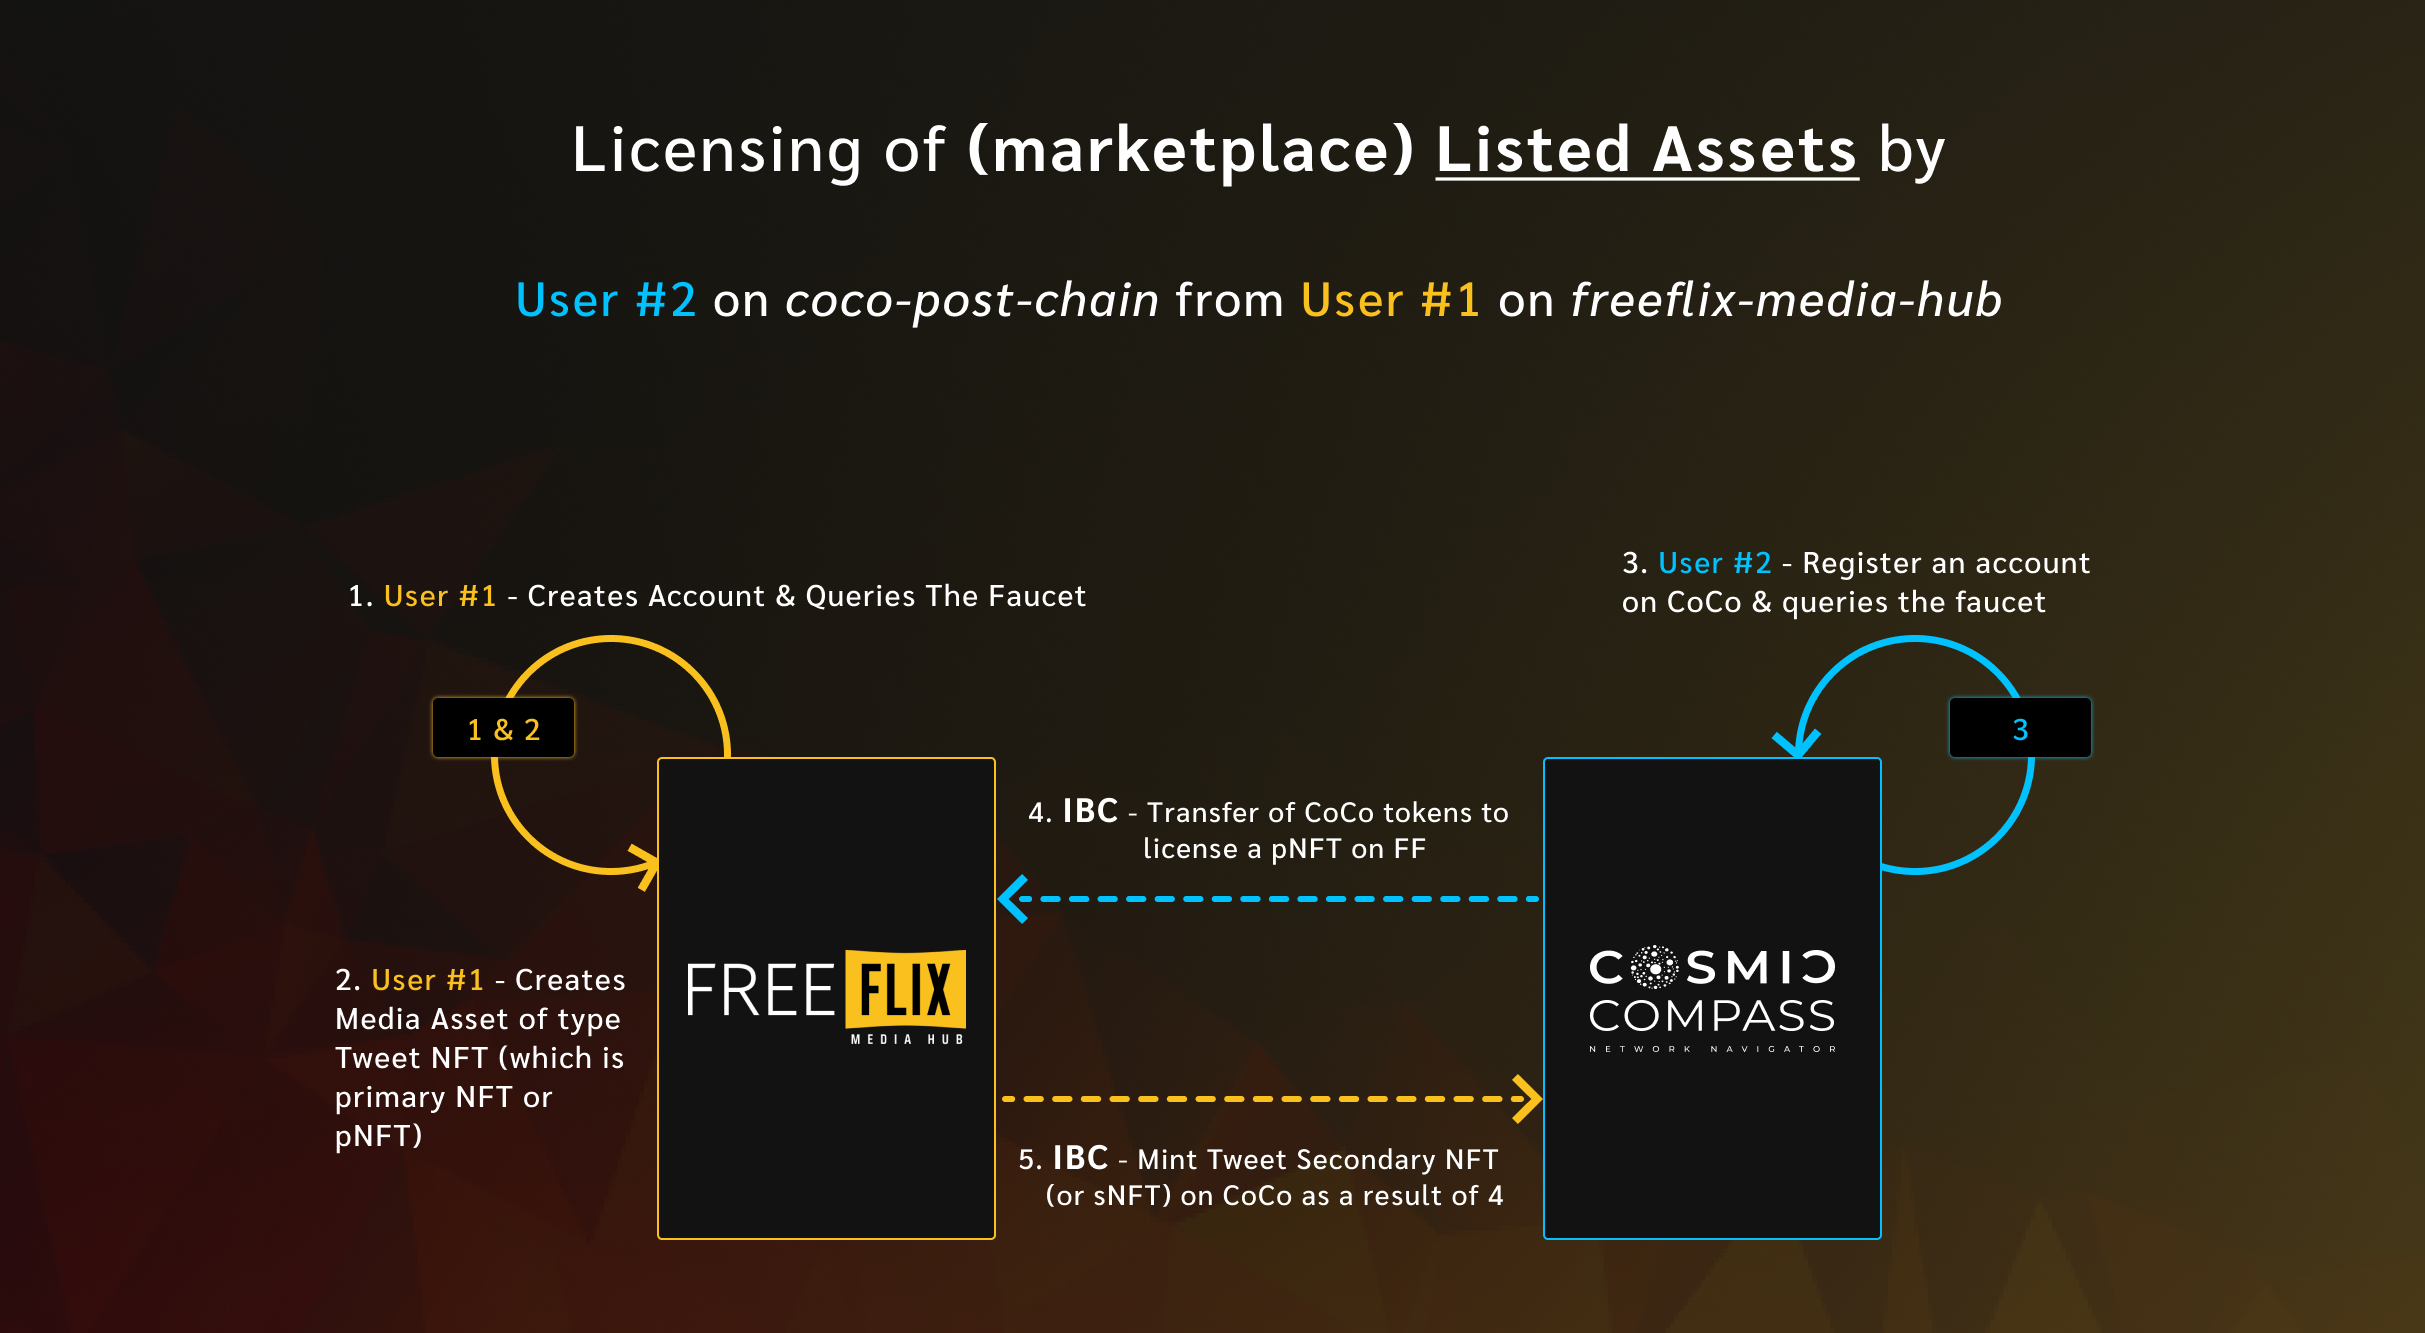 Licensing of (marketplace) Listed Assets by
User #2 on coco-post-chain from User #1 on freeflix-media-hub
1. User #1 - Creates Account & Queries The Faucet
3. User #2 - Register an account
on CoCo & queries the faucet
1 & 2
3
4. IBC - Transfer of CoCo tokens to
license a pNFT on FF
2. User #1 - Creates
Media Asset of type
Tweet NFT (which is
primary NFT or
pNFT)
FREE FLIX
MEDIA HUB
COSMIC
COMPASS
NETWORK NAVIGATOR
5. IBC - Mint Tweet Secondary NFT
(or sNFT) on CoCo as a result of 4